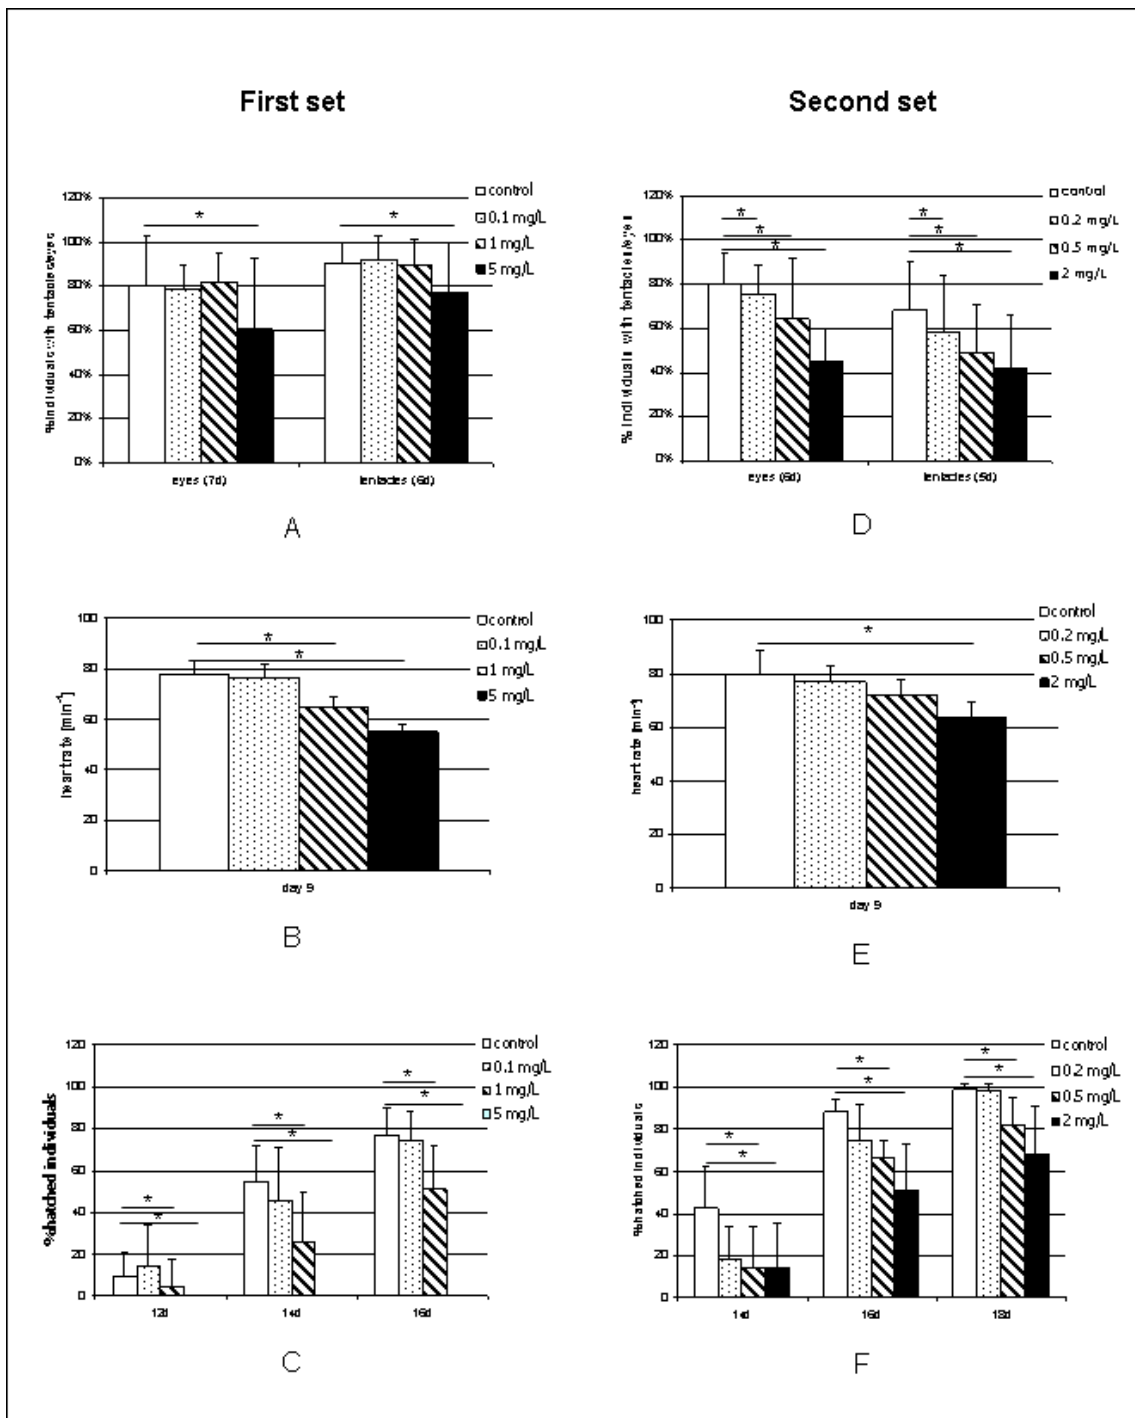 First set
Second set
120%
100%
80%
60%
40%
20%
0%
%individuals with tentacles/eyes
*
*
control
0.1 mg/L
1 mg/L
5 mg/L
eyes (7d)
tentacles (6d)
A
120%
100%
80%
60%
40%
20%
0%
% individuals with tentacles/eyes
*
*
*
*
*
*
control
0.2 mg/L
0.5 mg/L
2 mg/L
eyes (6d)
tentacles (5d)
D
100
80
60
40
20
0
heart rate [min⁻¹]
*
*
control
0.1 mg/L
1 mg/L
5 mg/L
day 9
B
100
80
60
40
20
0
heart rate [min⁻¹]
*
control
0.2 mg/L
0.5 mg/L
2 mg/L
day 9
E
120
100
80
60
40
20
0
%hatched individuals
*
*
*
*
*
*
control
0.1 mg/L
1 mg/L
5 mg/L
12d
14d
16d
C
120
100
80
60
40
20
0
%hatched individuals
*
*
*
*
*
*
control
0.2 mg/L
0.5 mg/L
2 mg/L
14d
16d
18d
F